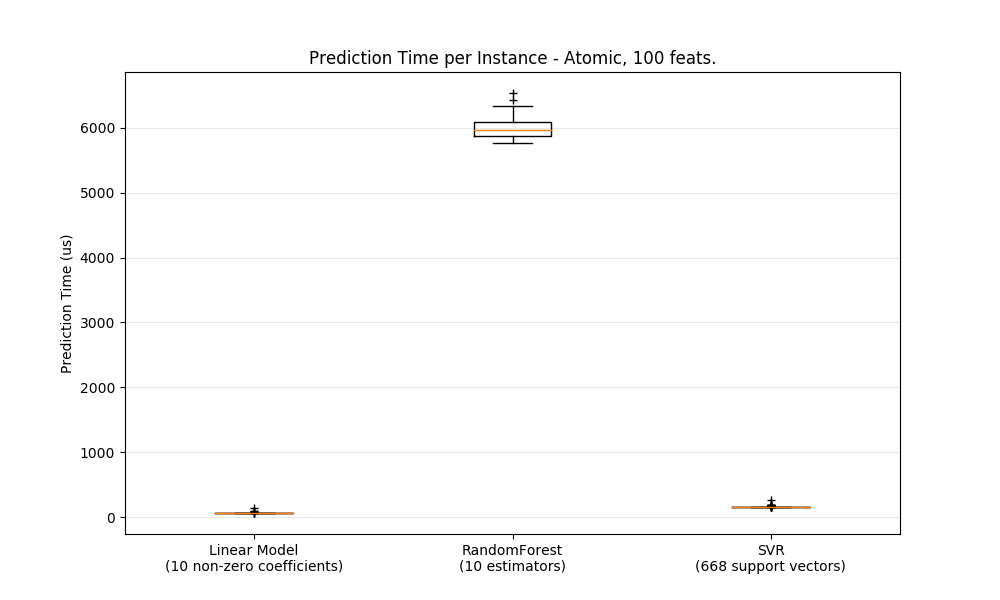 Prediction Time per Instance - Atomic, 100 feats.
Prediction Time (us)
6000
5000
4000
3000
2000
1000
0
Linear Model
(10 non-zero coefficients)
RandomForest
(10 estimators)
SVR
(668 support vectors)